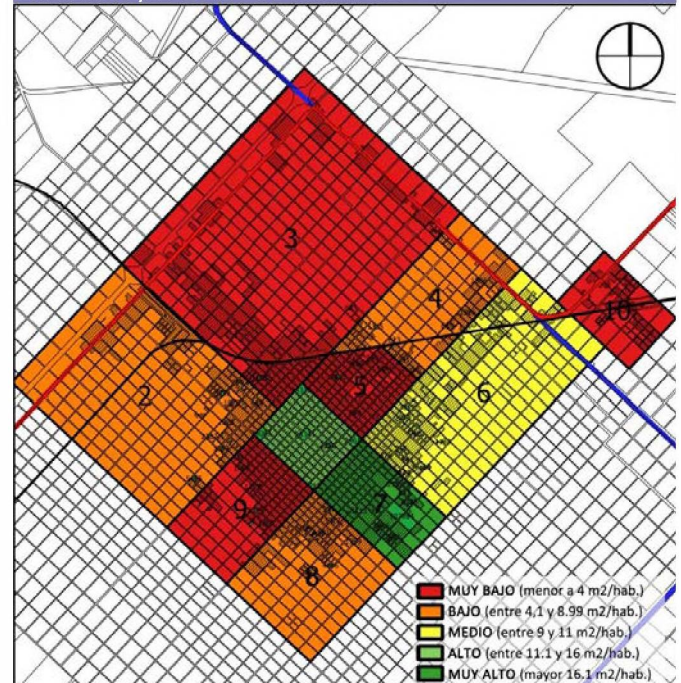 3
4
10
5
2
6
9
7
8
MUY BAJO (menor a 4 m2/hab.)
BAJO (entre 4,1 y 8.99 m2/hab.)
MEDIO (entre 9 y 11 m2/hab.)
ALTO (entre 11.1 y 16 m2/hab.)
MUY ALTO (mayor 16.1 m2/hab.)